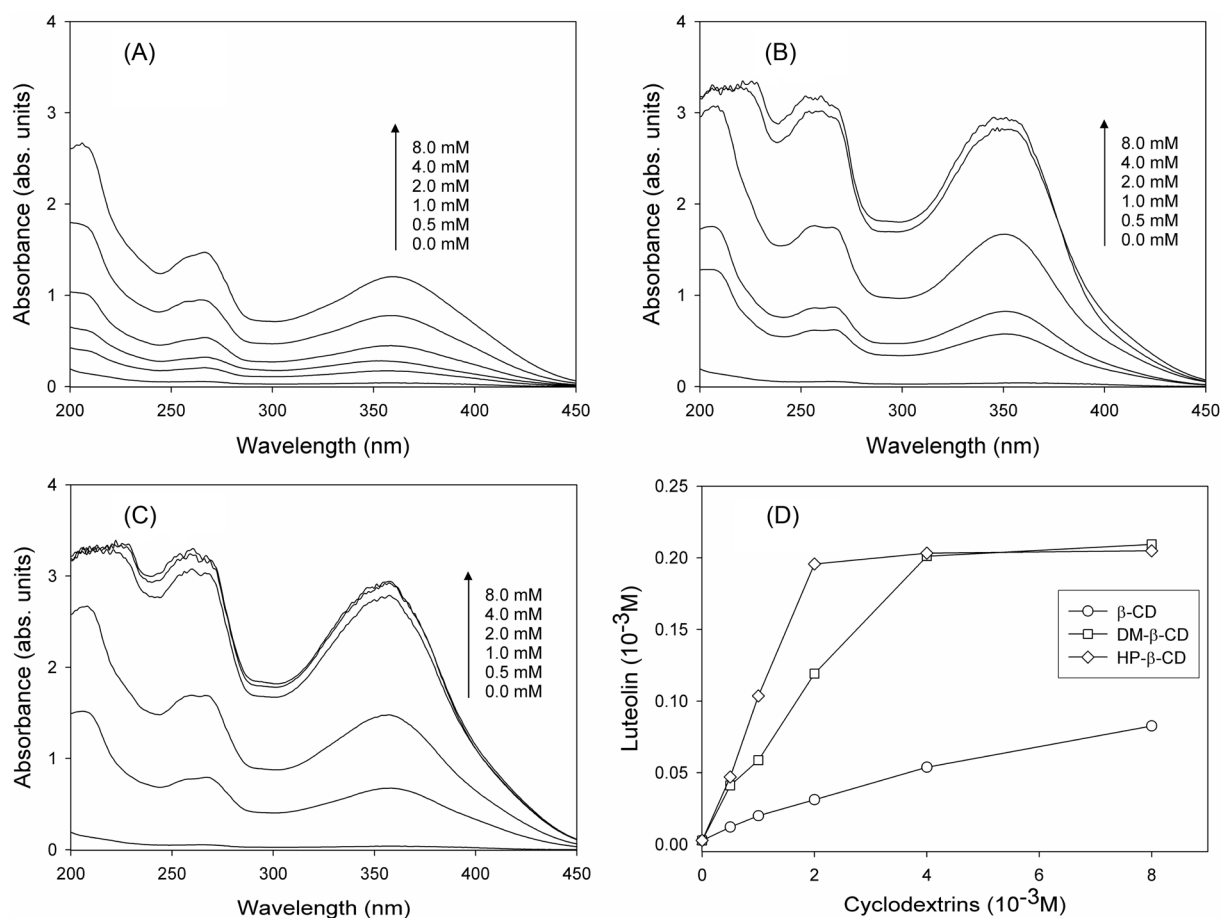 (A)
Absorbance (abs. units)
4
3
2
1
0
8.0 mM
4.0 mM
2.0 mM
1.0 mM
0.5 mM
0.0 mM
200 250 300 350 400 450
Wavelength (nm)
(B)
Absorbance (abs. units)
4
3
2
1
0
8.0 mM
4.0 mM
2.0 mM
1.0 mM
0.5 mM
0.0 mM
200 250 300 350 400 450
Wavelength (nm)
(C)
Absorbance (abs. units)
4
3
2
1
0
8.0 mM
4.0 mM
2.0 mM
1.0 mM
0.5 mM
0.0 mM
200 250 300 350 400 450
Wavelength (nm)
(D)
Luteolin (10⁻³M)
0.25
0.20
0.15
0.10
0.05
0.00
β-CD
DM-β-CD
HP-β-CD
0 2 4 6 8
Cyclodextrins (10⁻³M)